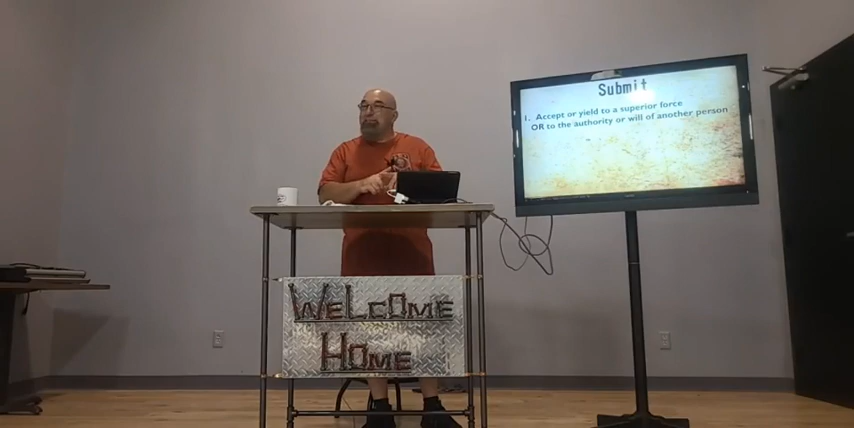 Submit
1. Accept or yield to a superior force
OR to the authority or will of another person
WELCOME
HOME